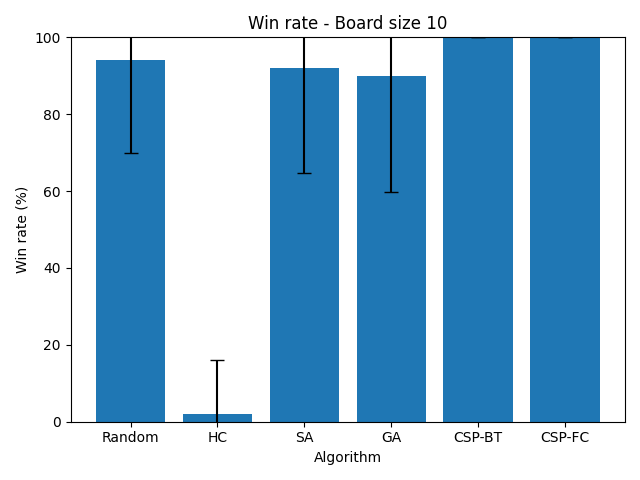 Win rate - Board size 10
Win rate (%)
100
80
60
40
20
0
Random HC SA GA CSP-BT CSP-FC
Algorithm